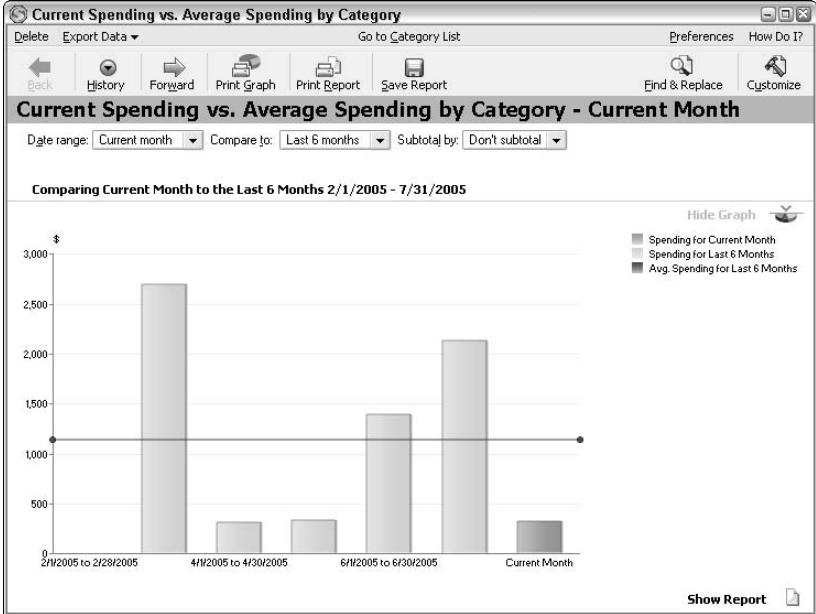 Current Spending vs. Average Spending by Category
Delete Export Data Go to Category List Preferences How Do I?
Back History Forward Print Graph Print Report Save Report Find & Replace Customize
Current Spending vs. Average Spending by Category - Current Month
Date range: Current month Compare to: Last 6 months Subtotal by: Don't subtotal
Comparing Current Month to the Last 6 Months 2/1/2005 - 7/31/2005
Hide Graph
$
Spending for Current Month
Spending for Last 6 Months
Avg. Spending for Last 6 Months
3,000
2,500
2,000
1,500
1,000
500
0
2/1/2005 to 2/28/2005 4/1/2005 to 4/30/2005 6/1/2005 to 6/30/2005 Current Month
Show Report